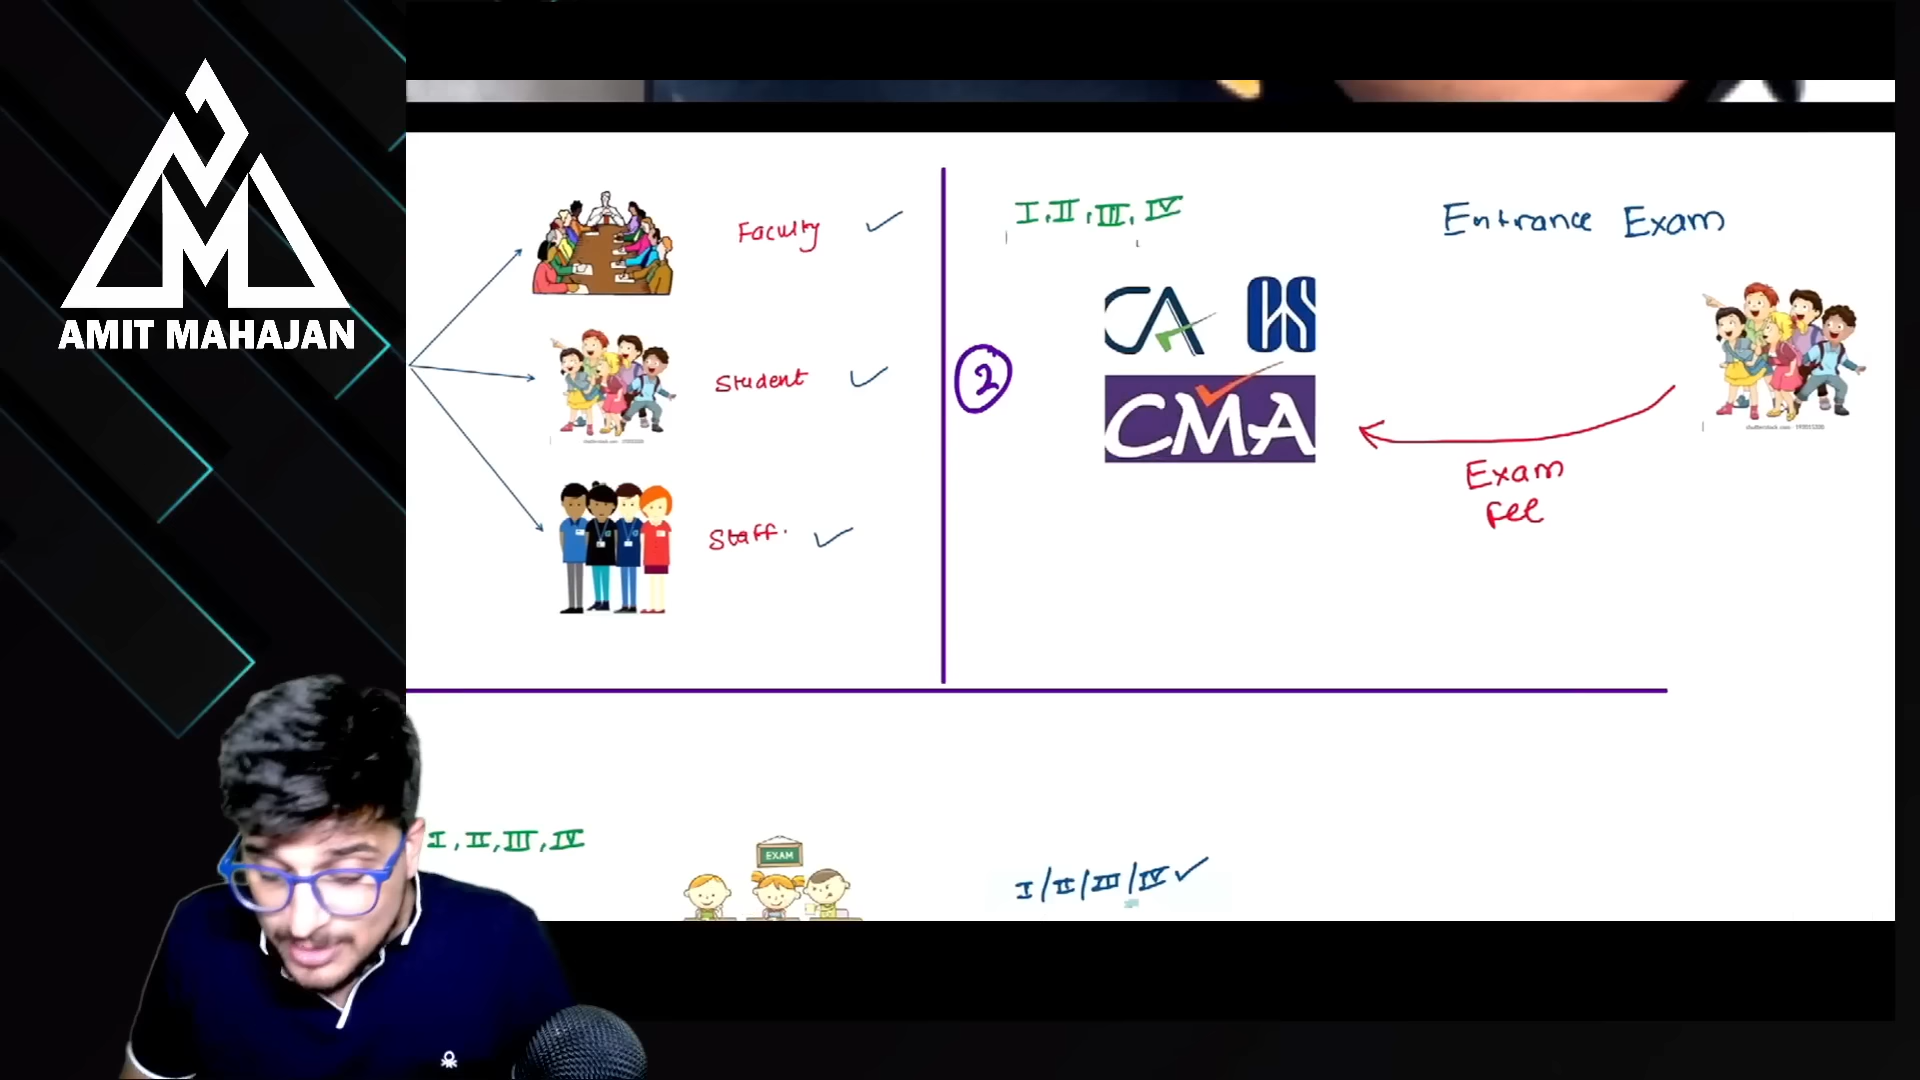 AMIT MAHAJAN
Faculty
Student
Staff.
I, II, III, IV
Entrance Exam
2
CA
CS
CMA
Exam
fee
I, II, III, IV
EXAM
I/II/III/IV